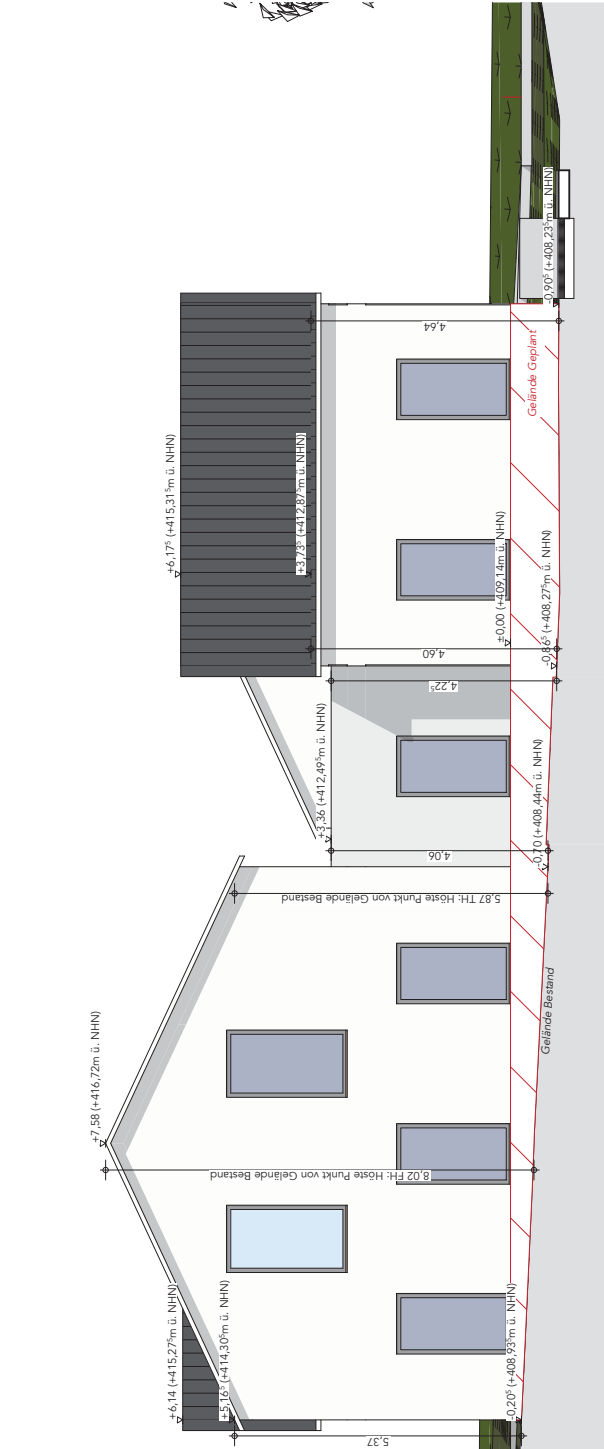 +7,58 (+416,72m ü. NHN)
+6,14 (+415,27⁵m ü. NHN)
+6,17⁵ (+415,31⁵m ü. NHN)
+5,16⁵ (+414,30⁵m ü. NHN)
+3,73⁵ (+412,87⁵m ü. NHN)
+3,36 (+412,49⁵m ü. NHN)
±0,00 (+409,14m ü. NHN)
-0,20⁵ (+408,93⁵m ü. NHN)
-0,70 (+408,44m ü. NHN)
-0,86⁵ (+408,27⁵m ü. NHN)
-0,90⁵ (+408,23⁵m ü. NHN)
5,37
8,02 FH: Höste Punkt von Gelände Bestand
5,87 TH: Höste Punkt von Gelände Bestand
4,06
4,22⁵
4,60
4,64
Gelände Bestand
Gelände Geplant